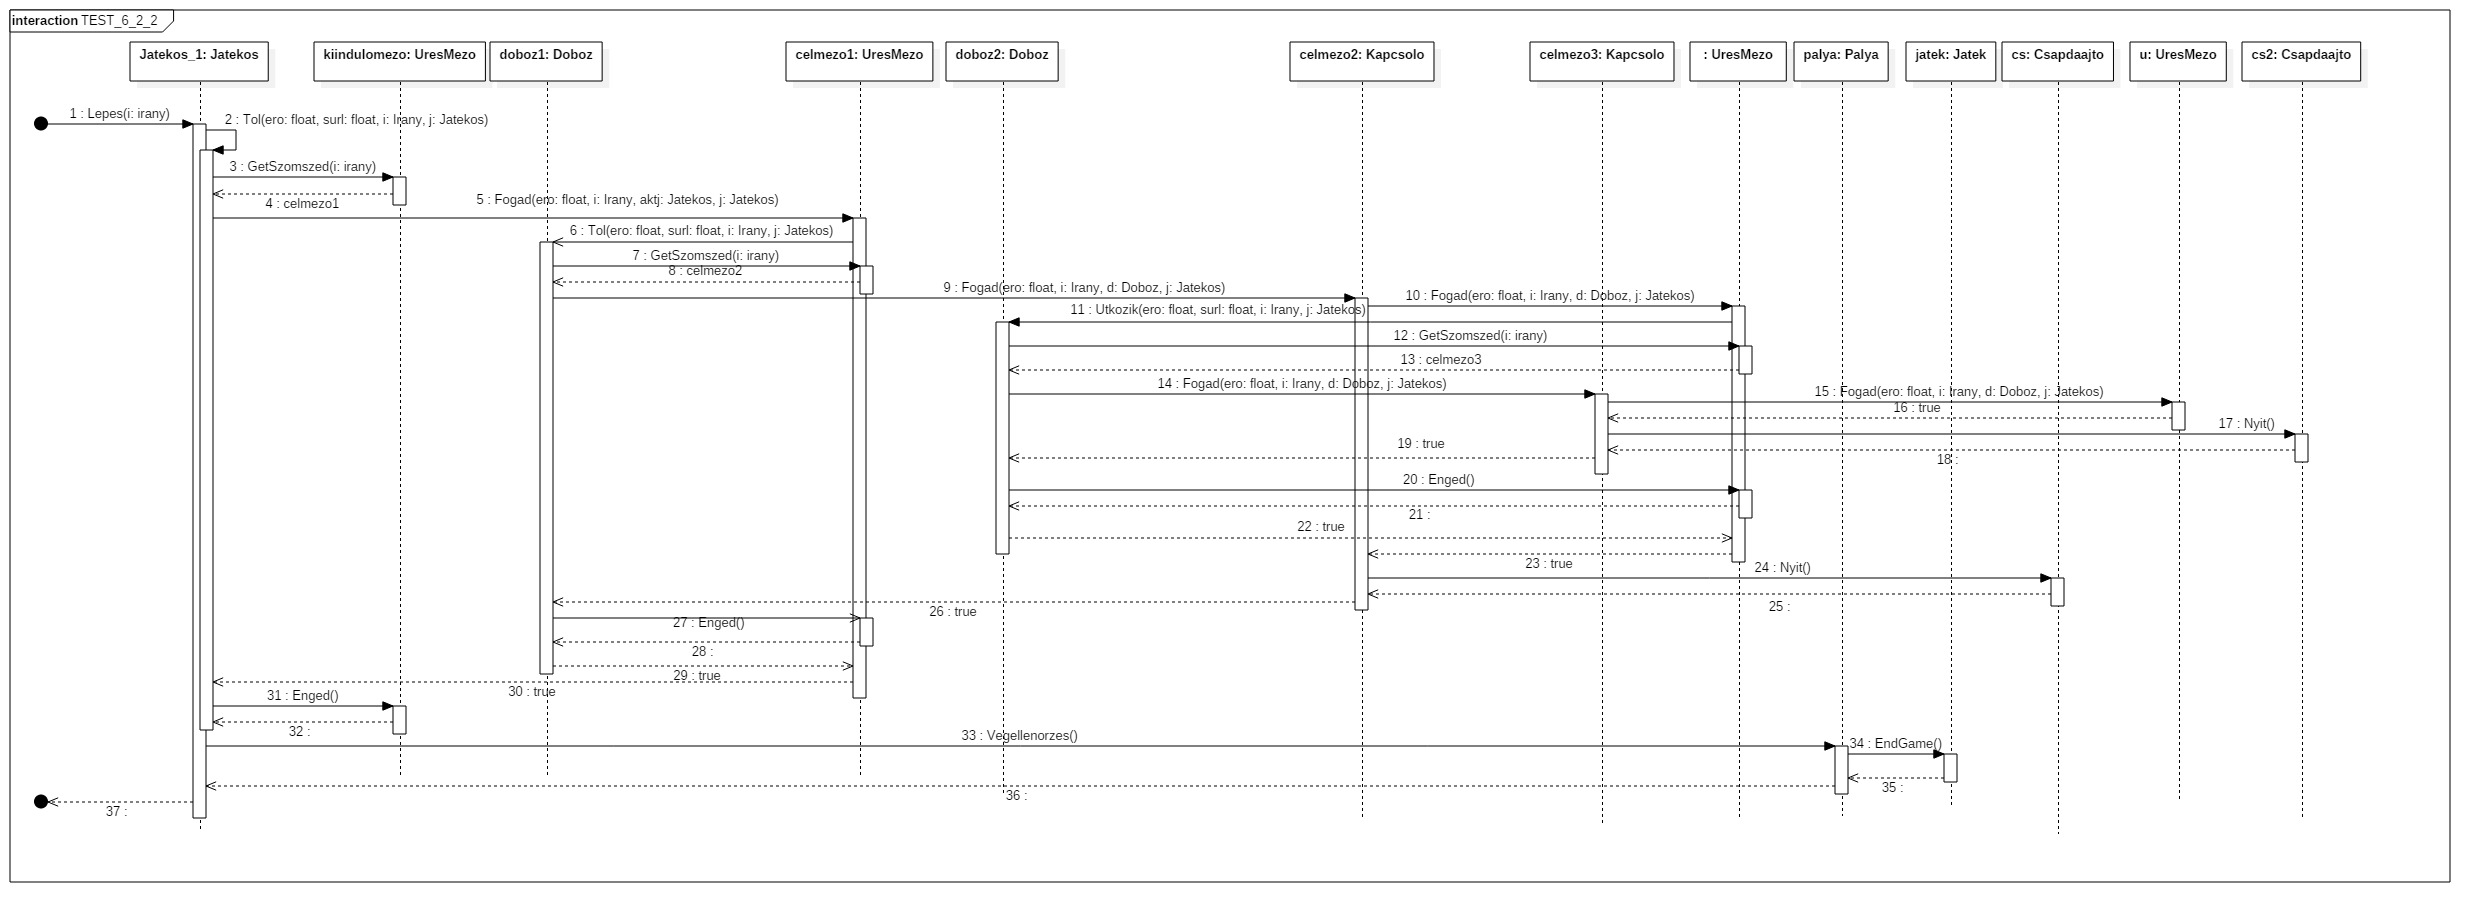 interaction TEST_6_2_2
Jatekos_1: Jatekos
kiindulomezo: UresMezo
doboz1: Doboz
celmezo1: UresMezo
doboz2: Doboz
celmezo2: Kapcsolo
celmezo3: Kapcsolo
: UresMezo
palya: Palya
jatek: Jatek
cs: Csapdaajto
u: UresMezo
cs2: Csapdaajto
1 : Lepes(i: irany)
2 : Tol(ero: float, surl: float, i: Irany, j: Jatekos)
3 : GetSzomszed(i: irany)
4 : celmezo1
5 : Fogad(ero: float, i: Irany, aktj: Jatekos, j: Jatekos)
6 : Tol(ero: float, surl: float, i: Irany, j: Jatekos)
7 : GetSzomszed(i: irany)
8 : celmezo2
9 : Fogad(ero: float, i: Irany, d: Doboz, j: Jatekos)
10 : Fogad(ero: float, i: Irany, d: Doboz, j: Jatekos)
11 : Utkozik(ero: float, surl: float, i: Irany, j: Jatekos)
12 : GetSzomszed(i: irany)
13 : celmezo3
14 : Fogad(ero: float, i: Irany, d: Doboz, j: Jatekos)
15 : Fogad(ero: float, i: Irany, d: Doboz, j: Jatekos)
16 : true
17 : Nyit()
18 :
19 : true
20 : Enged()
21 :
22 : true
23 : true
24 : Nyit()
25 :
26 : true
27 : Enged()
28 :
29 : true
30 : true
31 : Enged()
32 :
33 : Vegellenorzes()
34 : EndGame()
35 :
36 :
37 :